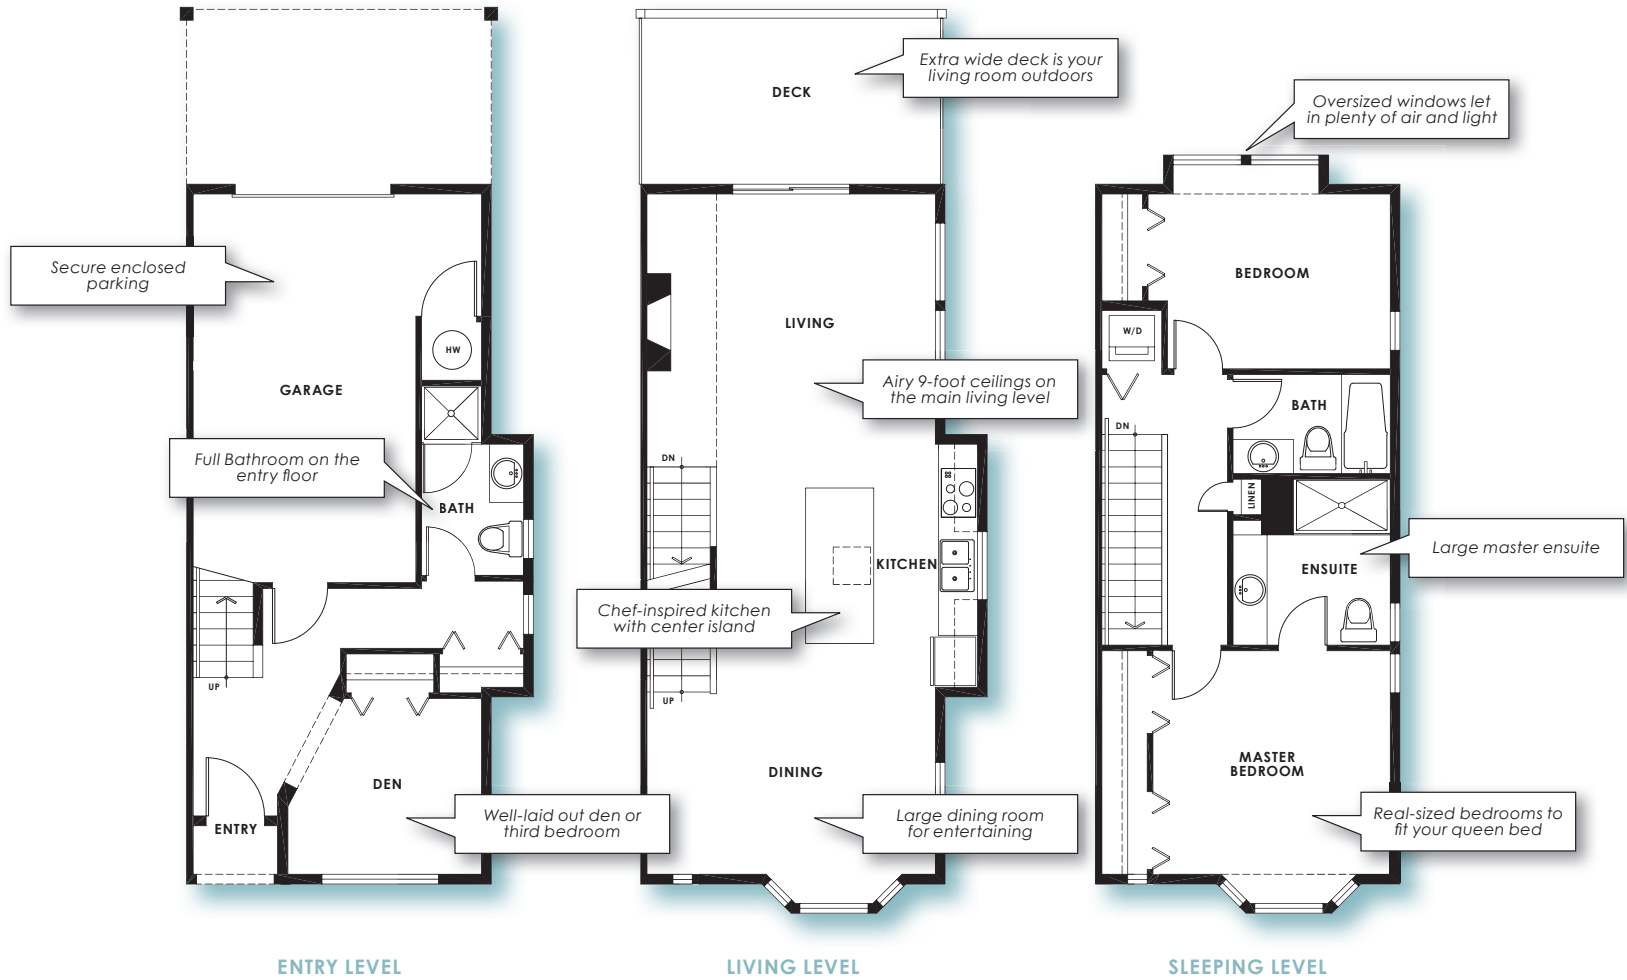 Secure enclosed
parking
GARAGE
HW
Full Bathroom on the
entry floor
BATH
UP
DEN
ENTRY
Well-laid out den or
third bedroom
ENTRY LEVEL
DECK
Extra wide deck is your
living room outdoors
LIVING
Airy 9-foot ceilings on
the main living level
DN
KITCHEN
Chef-inspired kitchen
with center island
UP
DINING
Large dining room
for entertaining
LIVING LEVEL
Oversized windows let
in plenty of air and light
BEDROOM
W/D
BATH
DN
LINEN
ENSUITE
Large master ensuite
MASTER
BEDROOM
Real-sized bedrooms to
fit your queen bed
SLEEPING LEVEL